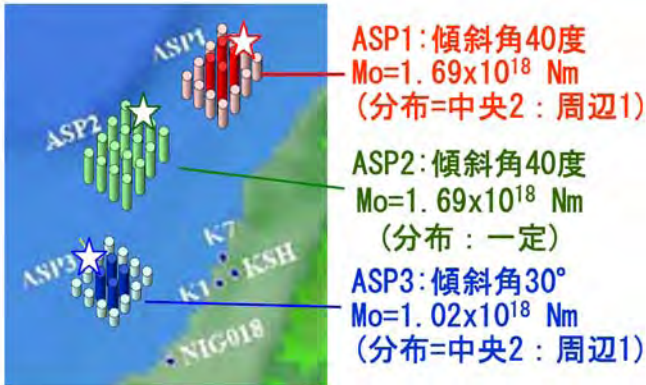 ASP1
ASP2
ASP3
K7
KSH
K1
NIG018
ASP1:傾斜角40度
Mo=1.69x10¹⁸ Nm
(分布=中央2:周辺1)
ASP2:傾斜角40度
Mo=1.69x10¹⁸ Nm
(分布:一定)
ASP3:傾斜角30°
Mo=1.02x10¹⁸ Nm
(分布=中央2:周辺1)